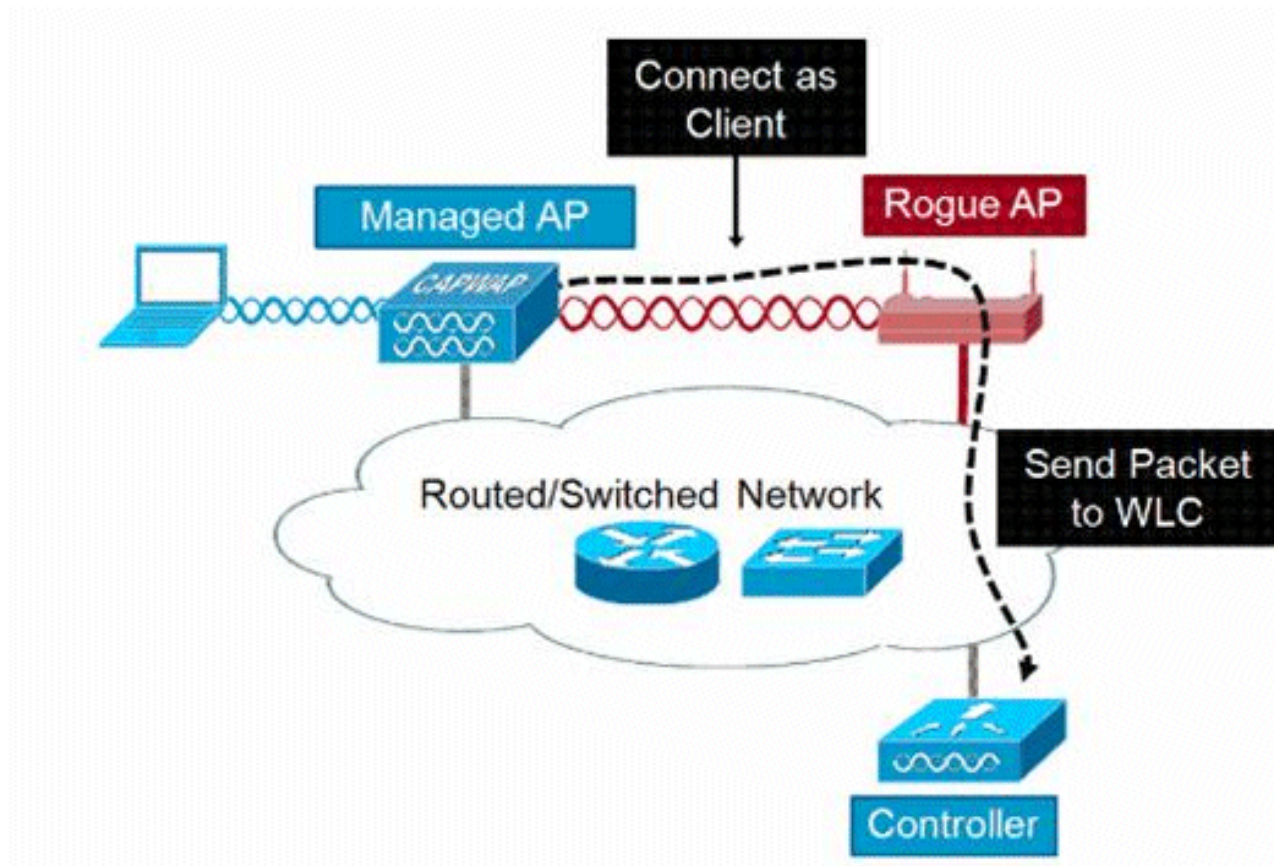 Connect as
Client
Managed AP
Rogue AP
CAPWAP
Routed/Switched Network
Send Packet
to WLC
Controller